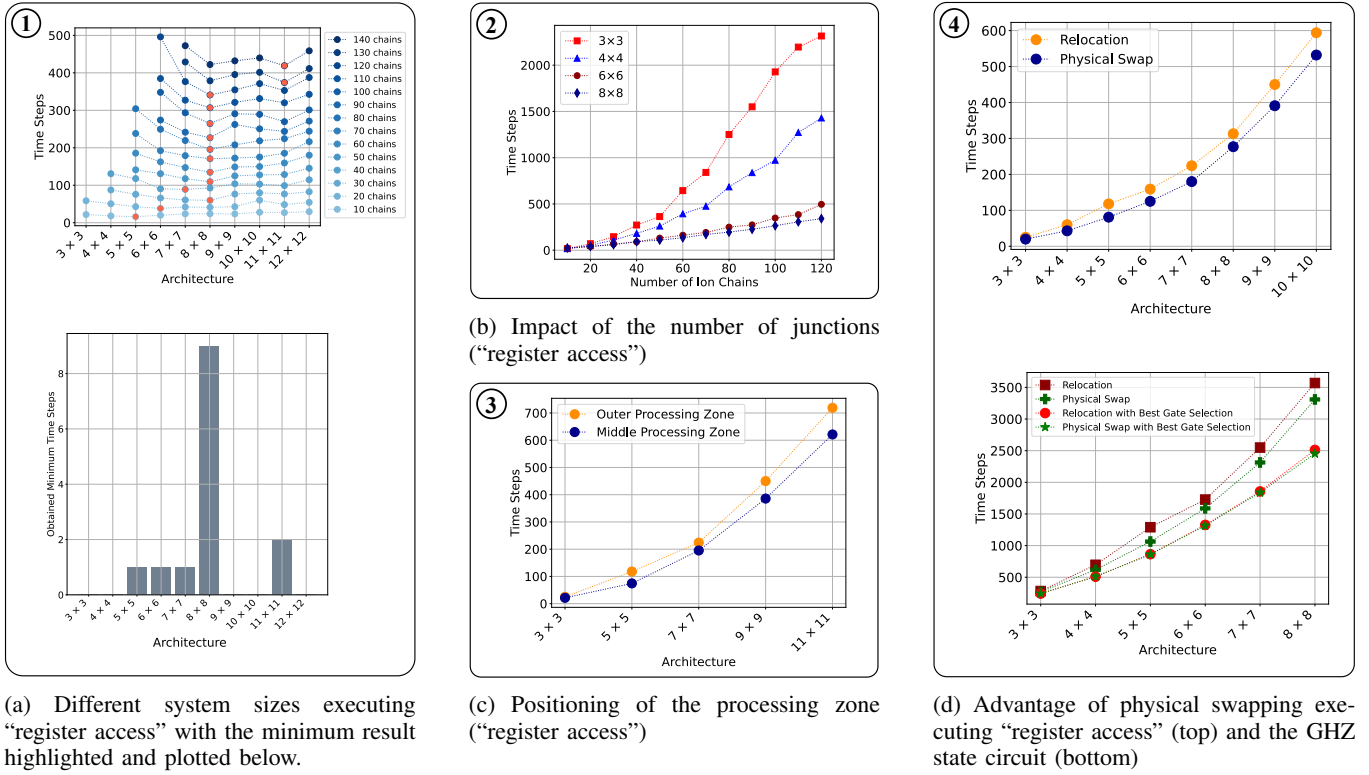 1
500
400
300
200
100
0
Time Steps
3 × 3
4 × 4
5 × 5
6 × 6
7 × 7
8 × 8
9 × 9
10 × 10
11 × 11
12 × 12
Architecture
140 chains
130 chains
120 chains
110 chains
100 chains
90 chains
80 chains
70 chains
60 chains
50 chains
40 chains
30 chains
20 chains
10 chains
8
6
4
2
0
Obtained Minimum Time Steps
3 × 3
4 × 4
5 × 5
6 × 6
7 × 7
8 × 8
9 × 9
10 × 10
11 × 11
12 × 12
Architecture
(a) Different system sizes executing
“register access” with the minimum result
highlighted and plotted below.
2
3×3
4×4
6×6
8×8
2000
1500
1000
500
0
Time Steps
20
40
60
80
100
120
Number of Ion Chains
(b) Impact of the number of junctions
(“register access”)
3
Outer Processing Zone
Middle Processing Zone
700
600
500
400
300
200
100
0
Time Steps
3 × 3
5 × 5
7 × 7
9 × 9
11 × 11
Architecture
(c) Positioning of the processing zone
(“register access”)
4
Relocation
Physical Swap
600
500
400
300
200
100
0
Time Steps
3 × 3
4 × 4
5 × 5
6 × 6
7 × 7
8 × 8
9 × 9
10 × 10
Architecture
Relocation
Physical Swap
Relocation with Best Gate Selection
Physical Swap with Best Gate Selection
3500
3000
2500
2000
1500
1000
500
Time Steps
3 × 3
4 × 4
5 × 5
6 × 6
7 × 7
8 × 8
Architecture
(d) Advantage of physical swapping exe-
cuting “register access” (top) and the GHZ
state circuit (bottom)